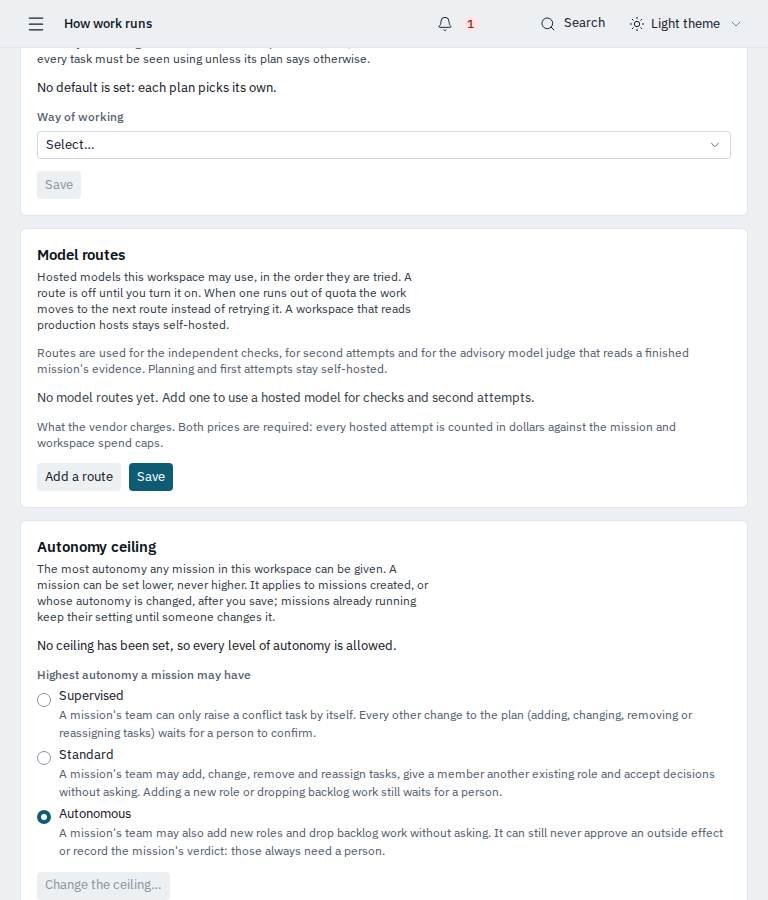 How work runs
1
Search
Light theme
every task must be seen using unless its plan says otherwise.
No default is set: each plan picks its own.
Way of working
Select...
Save
Model routes
Hosted models this workspace may use, in the order they are tried. A
route is off until you turn it on. When one runs out of quota the work
moves to the next route instead of retrying it. A workspace that reads
production hosts stays self-hosted.
Routes are used for the independent checks, for second attempts and for the advisory model judge that reads a finished
mission's evidence. Planning and first attempts stay self-hosted.
No model routes yet. Add one to use a hosted model for checks and second attempts.
What the vendor charges. Both prices are required: every hosted attempt is counted in dollars against the mission and
workspace spend caps.
Add a route
Save
Autonomy ceiling
The most autonomy any mission in this workspace can be given. A
mission can be set lower, never higher. It applies to missions created, or
whose autonomy is changed, after you save; missions already running
keep their setting until someone changes it.
No ceiling has been set, so every level of autonomy is allowed.
Highest autonomy a mission may have
Supervised
A mission's team can only raise a conflict task by itself. Every other change to the plan (adding, changing, removing or
reassigning tasks) waits for a person to confirm.
Standard
A mission's team may add, change, remove and reassign tasks, give a member another existing role and accept decisions
without asking. Adding a new role or dropping backlog work still waits for a person.
Autonomous
A mission's team may also add new roles and drop backlog work without asking. It can still never approve an outside effect
or record the mission's verdict: those always need a person.
Change the ceiling...